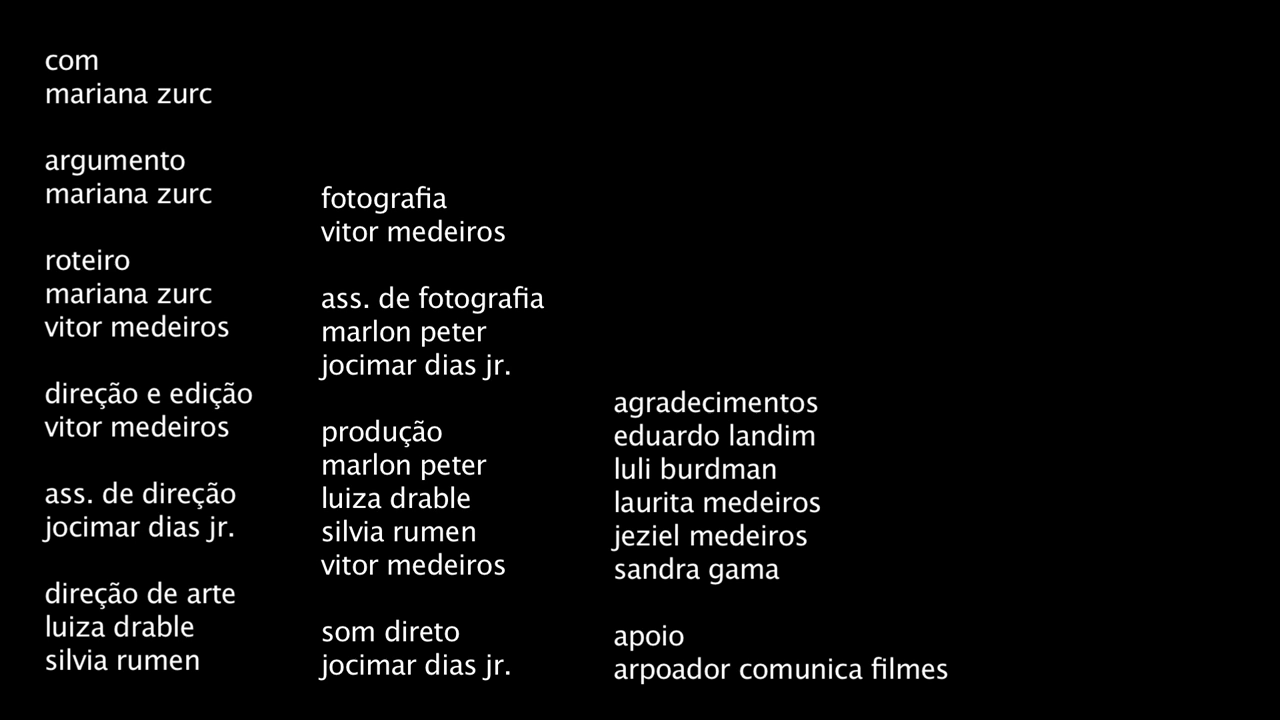 com
mariana zurc
argumento
mariana zurc
roteiro
mariana zurc
vitor medeiros
direção e edição
vitor medeiros
ass. de direção
jocimar dias jr.
direção de arte
luiza drable
silvia rumen
fotografia
vitor medeiros
ass. de fotografia
marlon peter
jocimar dias jr.
produção
marlon peter
luiza drable
silvia rumen
vitor medeiros
som direto
jocimar dias jr.
agradecimentos
eduardo landim
luli burdman
laurita medeiros
jeziel medeiros
sandra gama
apoio
arpoador comunica filmes